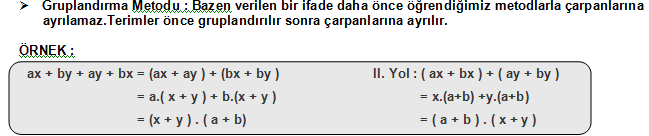 ➢ Gruplandırma Metodu : Bazen verilen bir ifade daha önce öğrendiğimiz metodlarla çarpanlarına
ayrılamaz.Terimler önce gruplandırılır sonra çarpanlarına ayrılır.
ÖRNEK :
ax + by + ay + bx = (ax + ay ) + (bx + by ) II. Yol : ( ax + bx ) + ( ay + by )
= a.( x + y ) + b.(x + y ) = x.(a+b) +y.(a+b)
= (x + y ) . ( a + b) = ( a + b ) . ( x + y )